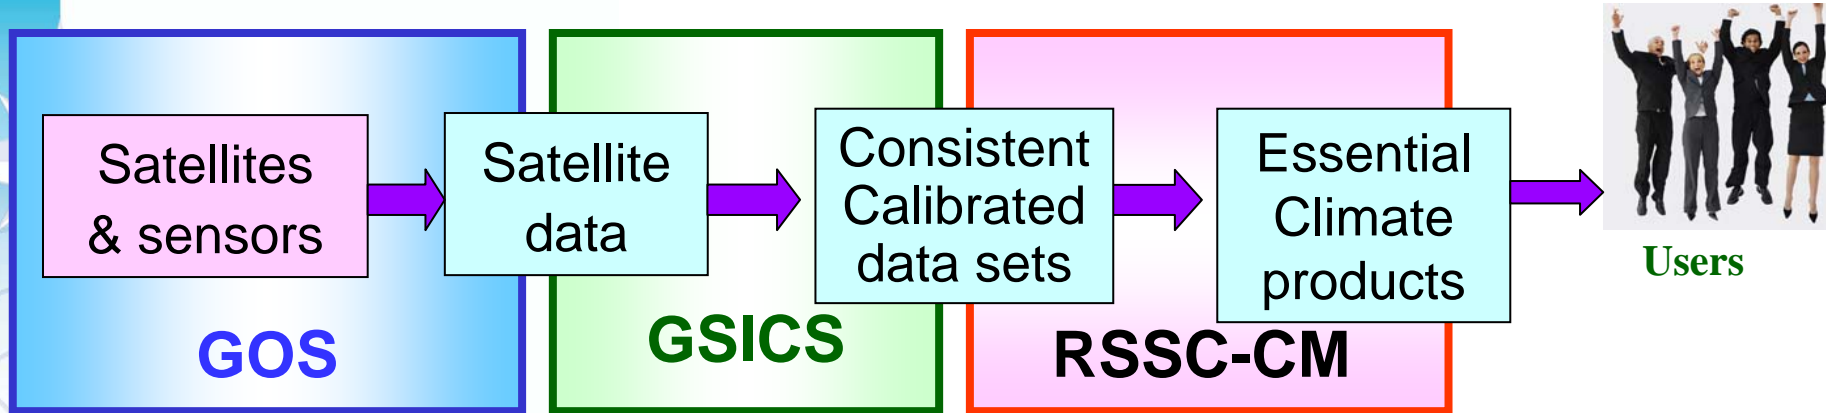 Satellites
& sensors
Satellite
data
Consistent
Calibrated
data sets
Essential
Climate
products
Users
GOS
GSICS
RSSC-CM